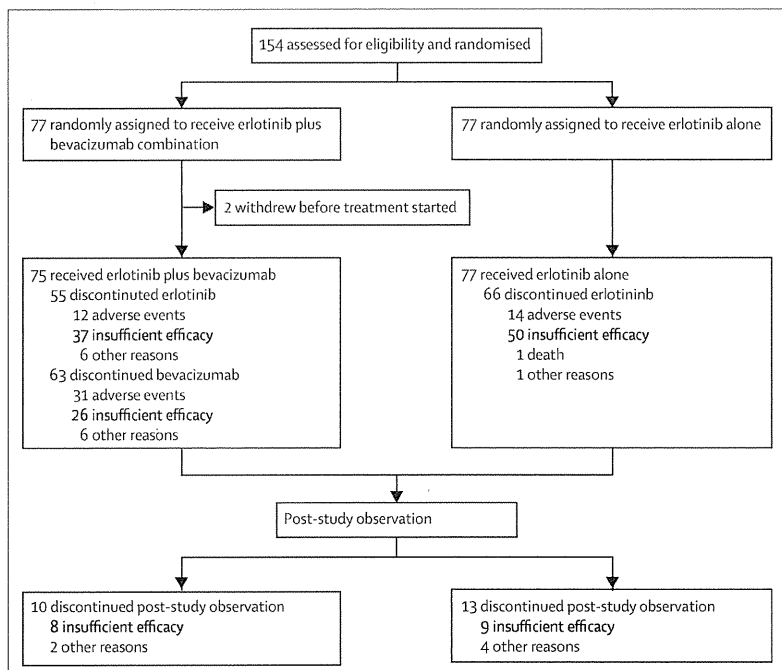 154 assessed for eligibility and randomised
77 randomly assigned to receive erlotinib plus
bevacizumab combination
77 randomly assigned to receive erlotinib alone
2 withdrew before treatment started
75 received erlotinib plus bevacizumab
55 discontinuted erlotinib
12 adverse events
37 insufficient efficacy
6 other reasons
63 discontinued bevacizumab
31 adverse events
26 insufficient efficacy
6 other reasons
77 received erlotinib alone
66 discontinued erlotininb
14 adverse events
50 insufficient efficacy
1 death
1 other reasons
Post-study observation
10 discontinued post-study observation
8 insufficient efficacy
2 other reasons
13 discontinued post-study observation
9 insufficient efficacy
4 other reasons